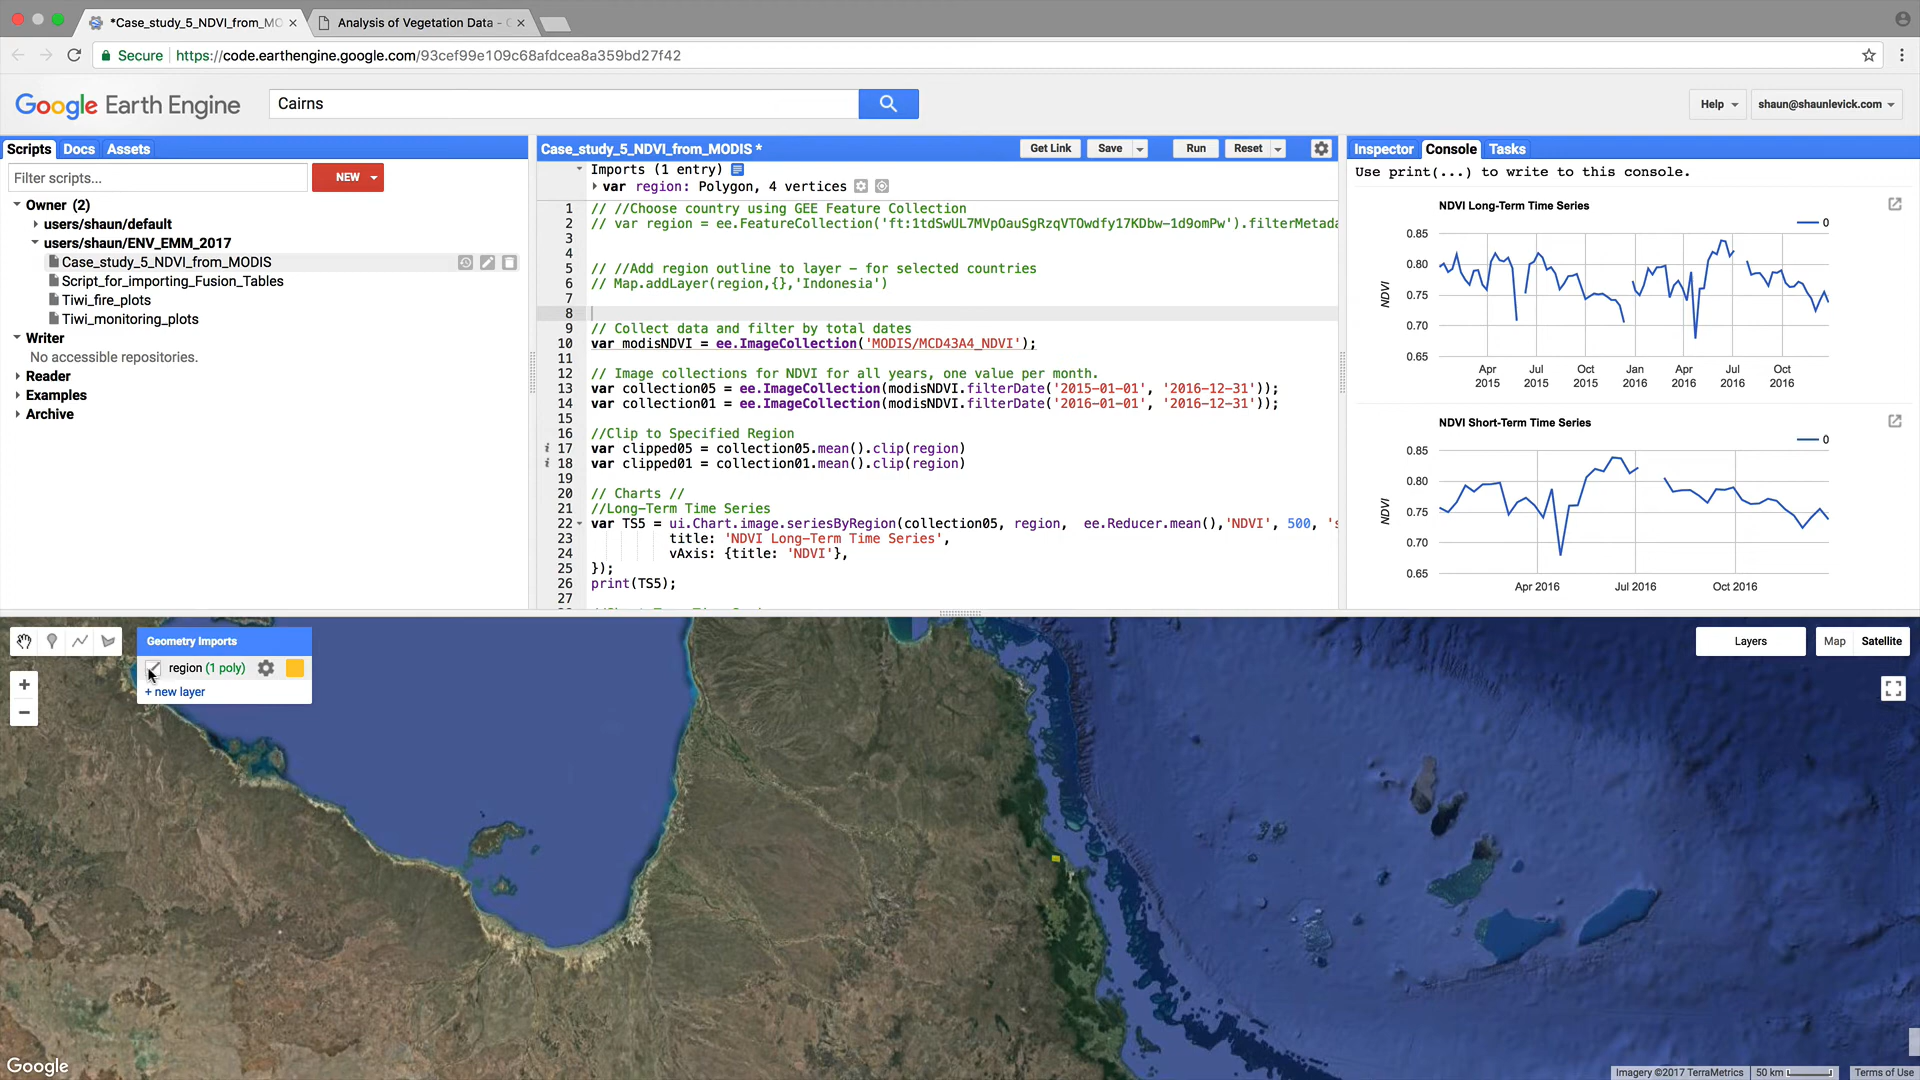 *Case_study_5_NDVI_from_MO
Analysis of Vegetation Data -
Secure https://code.earthengine.google.com/93cef99e109c68afdcea8a359bd27f42
Google Earth Engine
Cairns
Help
shaun@shaunlevick.com
Scripts Docs Assets
Filter scripts...
NEW
Owner (2)
users/shaun/default
users/shaun/ENV_EMM_2017
Case_study_5_NDVI_from_MODIS
Script_for_importing_Fusion_Tables
Tiwi_fire_plots
Tiwi_monitoring_plots
Writer
No accessible repositories.
Reader
Examples
Archive
Case_study_5_NDVI_from_MODIS *
Get Link Save Run Reset
Imports (1 entry)
var region: Polygon, 4 vertices
1 // //Choose country using GEE Feature Collection
2 // var region = ee.FeatureCollection('ft:1tdSwUL7MVpOauSgRzqVTOwdfy17KDbw-1d9omPw').filterMetada
3
4
5 // //Add region outline to layer - for selected countries
6 // Map.addLayer(region,{},'Indonesia')
7
8
9 // Collect data and filter by total dates
10 var modisNDVI = ee.ImageCollection('MODIS/MCD43A4_NDVI');
11
12 // Image collections for NDVI for all years, one value per month.
13 var collection05 = ee.ImageCollection(modisNDVI.filterDate('2015-01-01', '2016-12-31'));
14 var collection01 = ee.ImageCollection(modisNDVI.filterDate('2016-01-01', '2016-12-31'));
15
16 //Clip to Specified Region
i 17 var clipped05 = collection05.mean().clip(region)
i 18 var clipped01 = collection01.mean().clip(region)
19
20 // Charts //
21 //Long-Term Time Series
22 var TS5 = ui.Chart.image.seriesByRegion(collection05, region, ee.Reducer.mean(),'NDVI', 500, 's
23 title: 'NDVI Long-Term Time Series',
24 vAxis: {title: 'NDVI'},
25 });
26 print(TS5);
27
Inspector Console Tasks
Use print(...) to write to this console.
NDVI Long-Term Time Series
0
0.85
0.80
0.75
0.70
0.65
NDVI
Apr 2015
Jul 2015
Oct 2015
Jan 2016
Apr 2016
Jul 2016
Oct 2016
NDVI Short-Term Time Series
0
0.85
0.80
0.75
0.70
0.65
NDVI
Apr 2016 Jul 2016 Oct 2016
Geometry Imports
region (1 poly)
+ new layer
+
−
Layers
Map Satellite
Google
Imagery ©2017 TerraMetrics 50 km Terms of Use